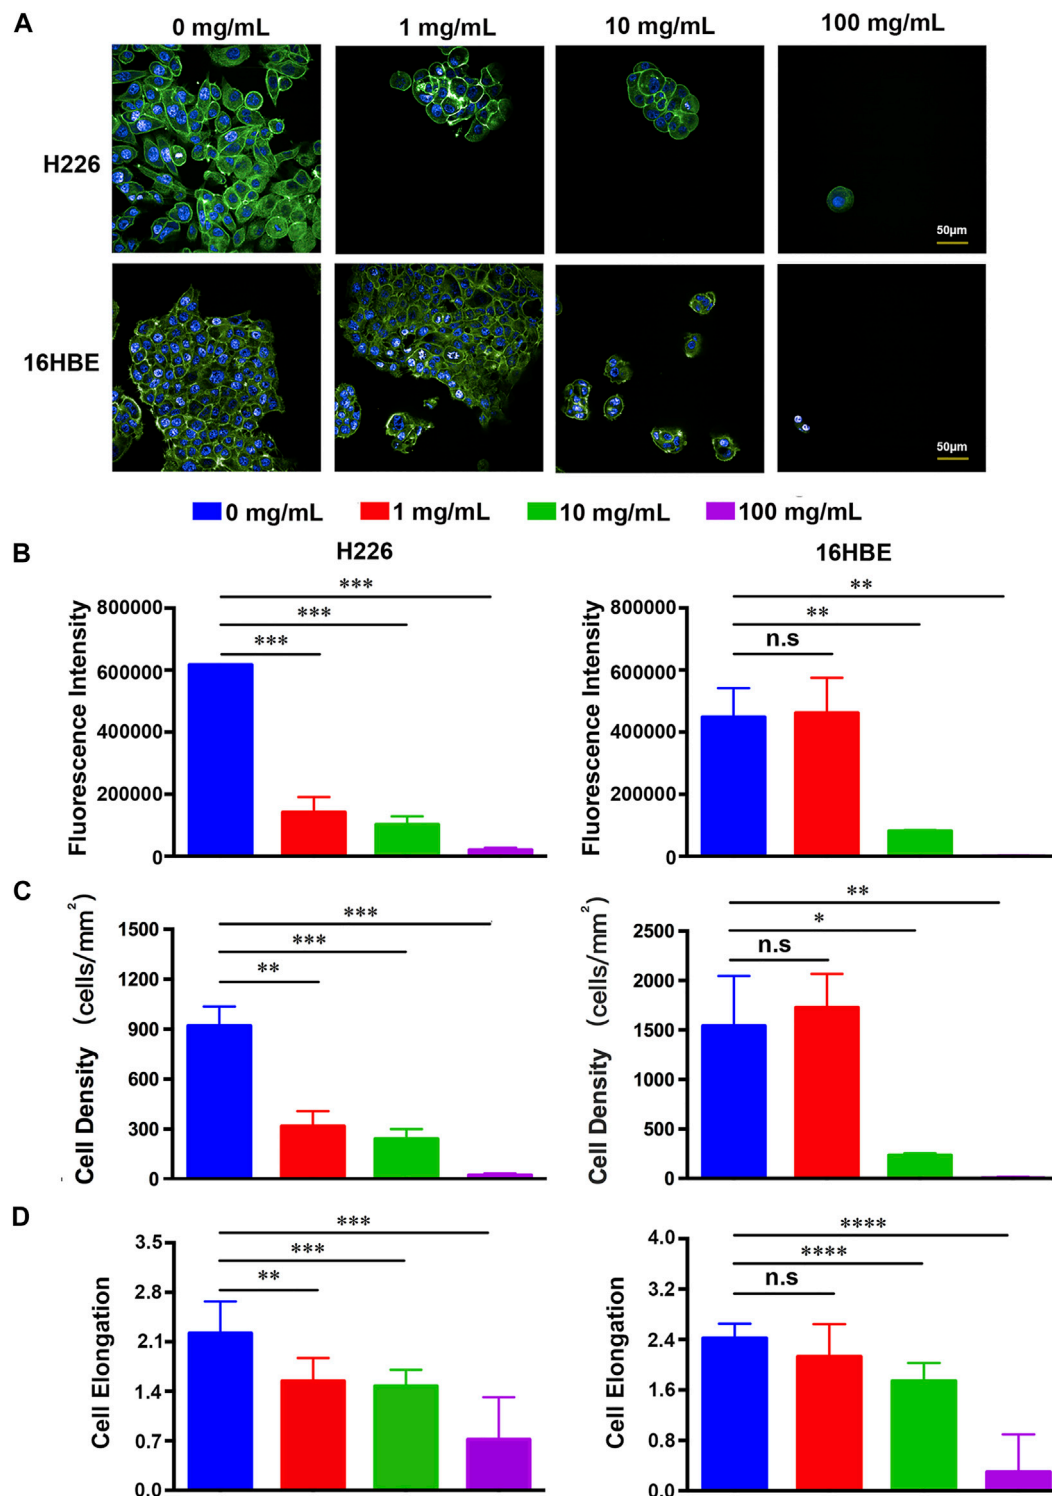 A
0 mg/mL 1 mg/mL 10 mg/mL 100 mg/mL
H226
50µm
16HBE
50µm
0 mg/mL 1 mg/mL 10 mg/mL 100 mg/mL
B
H226
Fluorescence Intensity
800000
600000
400000
200000
0
***
***
***
16HBE
Fluorescence Intensity
800000
600000
400000
200000
0
**
**
n.s
C
Cell Density (cells/mm²)
1500
1200
900
600
300
0
***
***
**
Cell Density (cells/mm²)
2500
2000
1500
1000
500
0
**
*
n.s
D
Cell Elongation
3.5
2.8
2.1
1.4
0.7
0.0
***
***
**
Cell Elongation
4.0
3.2
2.4
1.6
0.8
0.0
****
****
n.s